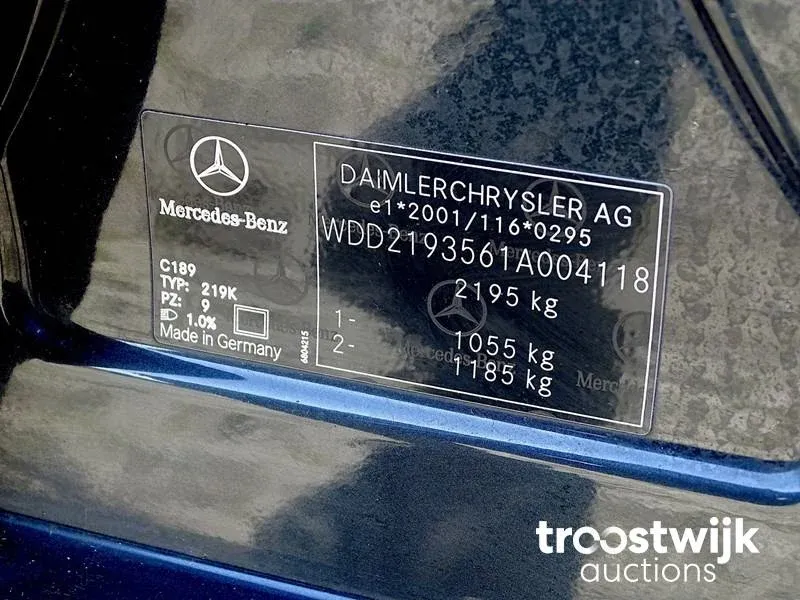 Mercedes-Benz
C189
TYP: 219K
PZ: 9
1.0%
Made in Germany
6804215
DAIMLERCHRYSLER AG
e1*2001/116*0295
WDD2193561A004118
2195 kg
1- 1055 kg
2- 1185 kg
troostwijk
auctions